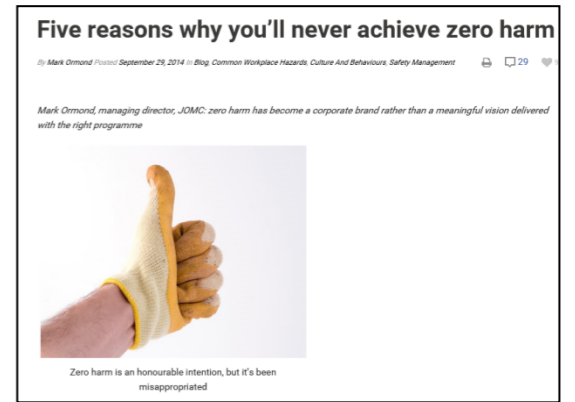 Five reasons why you'll never achieve zero harm
By Mark Ormond Posted September 29, 2014 In Blog, Common Workplace Hazards, Culture And Behaviours, Safety Management 29
Mark Ormond, managing director, JOMC: zero harm has become a corporate brand rather than a meaningful vision delivered
with the right programme
Zero harm is an honourable intention, but it's been
misappropriated